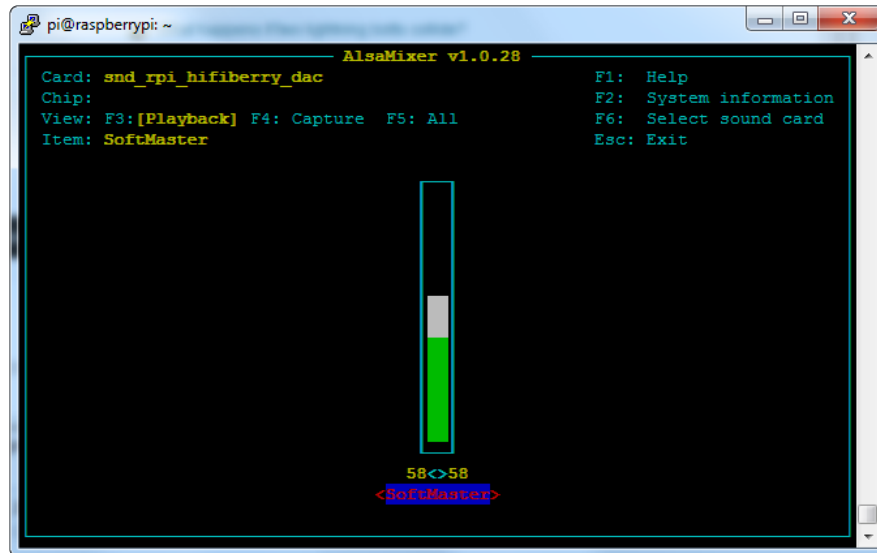 pi@raspberrypi: ~
AlsaMixer v1.0.28
Card: snd_rpi_hifiberry_dac F1: Help
Chip: F2: System information
View: F3:[Playback] F4: Capture F5: All F6: Select sound card
Item: SoftMaster Esc: Exit
58<>58
<SoftMaster>